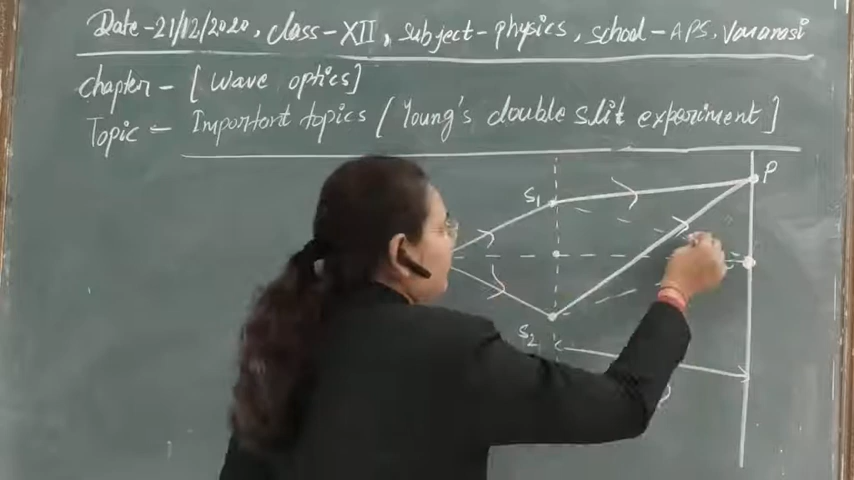 Date-21/12/2020, class-XII, subject-physics, school-APS, Varanasi
chapter-[wave optics]
Topic- Important topics [Young's double slit experiment]
P
S1
S2